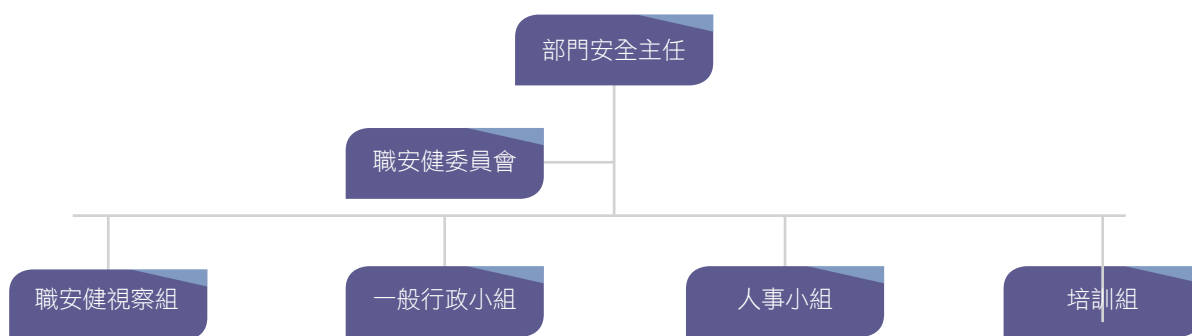 部門安全主任
職安健委員會
職安健視察組
一般行政小組
人事小組
培訓組